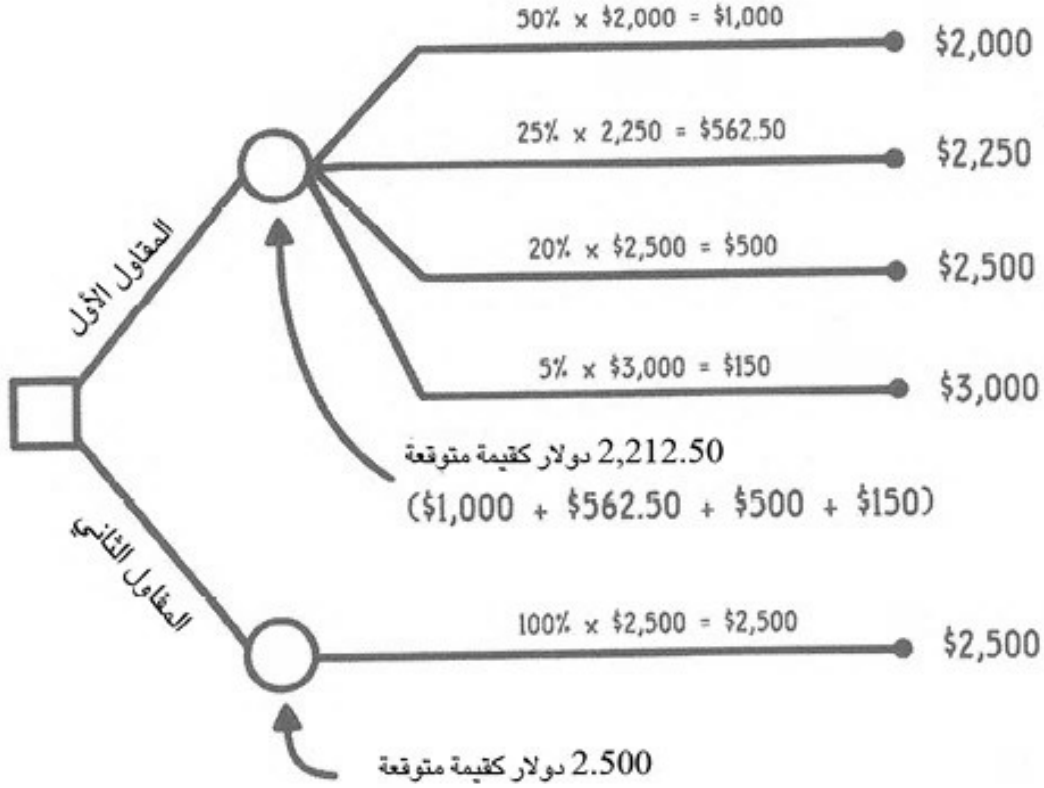 50% x $2,000 = $1,000
$2,000
25% x 2,250 = $562.50
$2,250
المقاول الأول
20% x $2,500 = $500
$2,500
5% x $3,000 = $150
$3,000
2,212.50 دولار كقيمة متوقعة
($1,000 + $562.50 + $500 + $150)
المقاول الثاني
100% x $2,500 = $2,500
$2,500
2.500 دولار كقيمة متوقعة